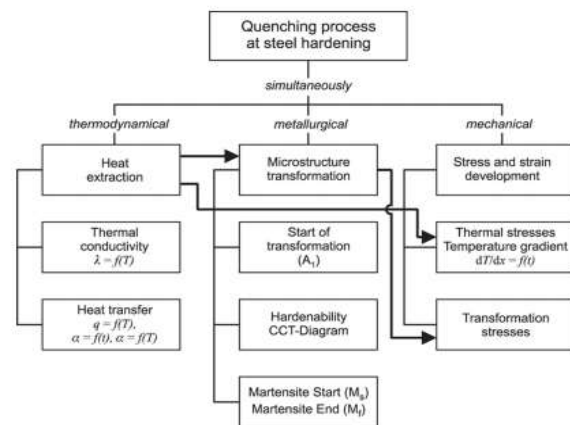 Quenching process
at steel hardening
simultaneously
thermodynamical
metallurgical
mechanical
Heat
extraction
Microstructure
transformation
Stress and strain
development
Thermal
conductivity
λ = f(T)
Start of
transformation
(A₁)
Thermal stresses
Temperature gradient
dT/dx = f(t)
Heat transfer
q = f(T),
α = f(t), α = f(T)
Hardenability
CCT-Diagram
Transformation
stresses
Martensite Start (Mₛ)
Martensite End (M_f)